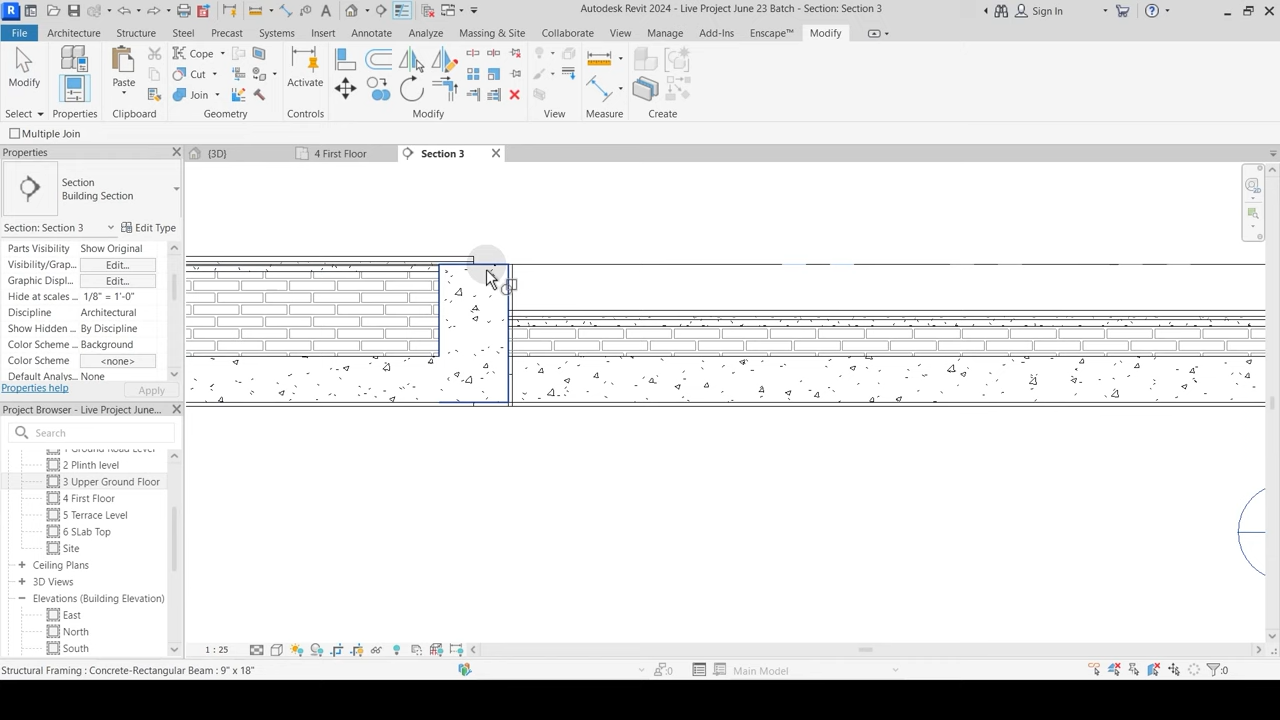 Autodesk Revit 2024 - Live Project June 23 Batch - Section: Section 3
Sign In
File Architecture Structure Steel Precast Systems Insert Annotate Analyze Massing & Site Collaborate View Manage Add-Ins Enscape™ Modify
Modify
Paste
Cope
Cut
Join
Activate
Select Properties Clipboard Geometry Controls Modify View Measure Create
Multiple Join
Properties
{3D}
4 First Floor
Section 3
Section
Building Section
Section: Section 3
Edit Type
Parts Visibility Show Original
Visibility/Grap... Edit...
Graphic Displ... Edit...
Hide at scales ... 1/8" = 1'-0"
Discipline Architectural
Show Hidden ... By Discipline
Color Scheme ... Background
Color Scheme <none>
Default Analys... None
Properties help
Apply
Project Browser - Live Project June...
Search
1 Ground Road Level
2 Plinth level
3 Upper Ground Floor
4 First Floor
5 Terrace Level
6 SLab Top
Site
Ceiling Plans
3D Views
Elevations (Building Elevation)
East
North
South
1 : 25
Structural Framing : Concrete-Rectangular Beam : 9" x 18"
:0
Main Model
:0